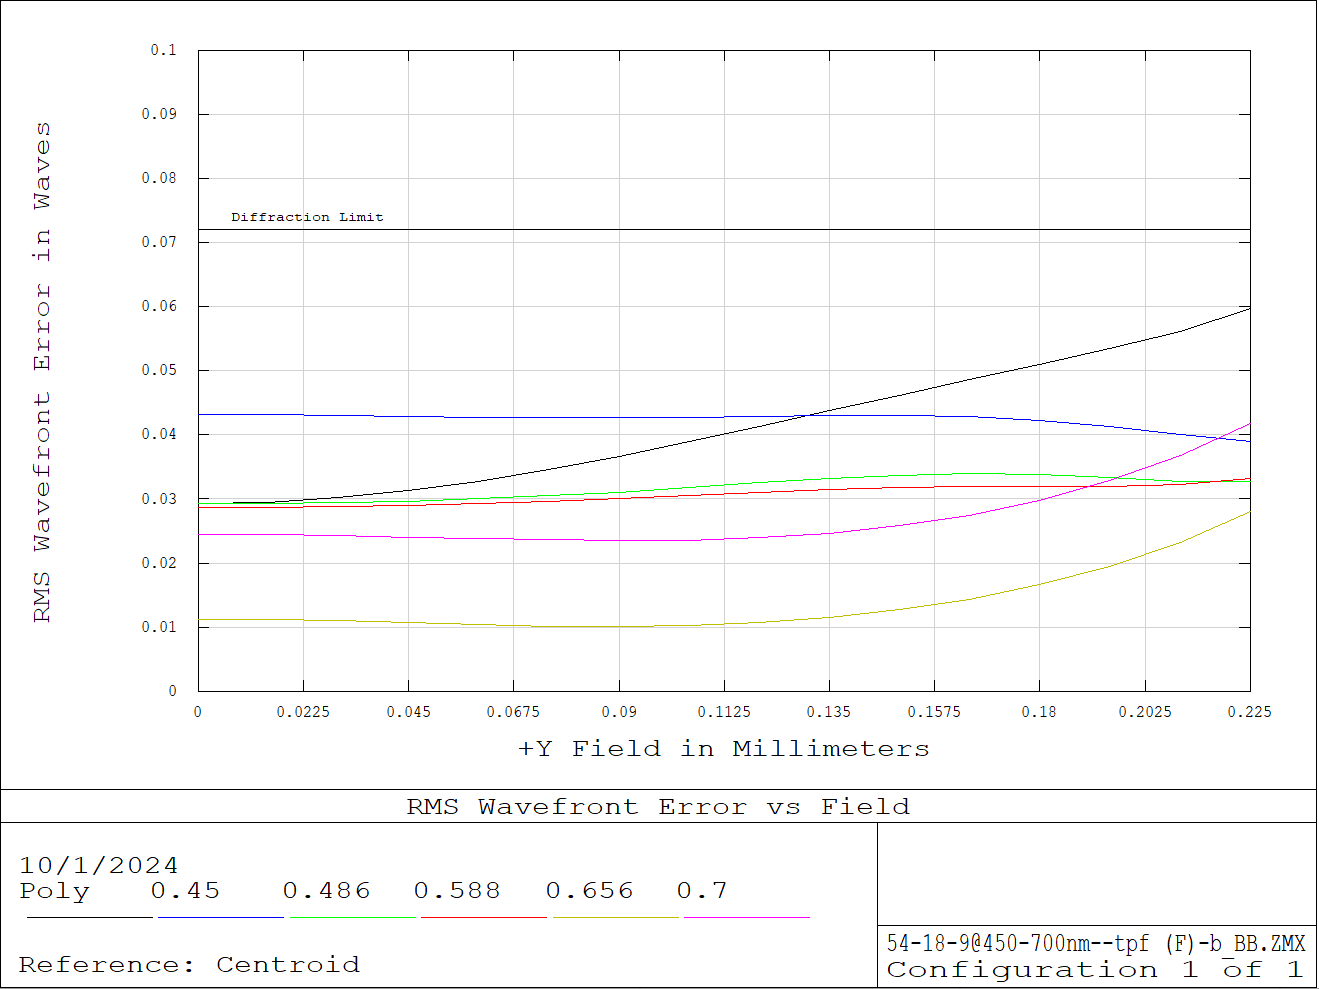 0.1
0.09
0.08
Diffraction Limit
0.07
0.06
0.05
0.04
0.03
0.02
0.01
0
RMS Wavefront Error in Waves
0 0.0225 0.045 0.0675 0.09 0.1125 0.135 0.1575 0.18 0.2025 0.225
+Y Field in Millimeters
RMS Wavefront Error vs Field
10/1/2024
Poly 0.45 0.486 0.588 0.656 0.7
Reference: Centroid
54-18-9@450-700nm--tpf (F)-b_BB.ZMX
Configuration 1 of 1